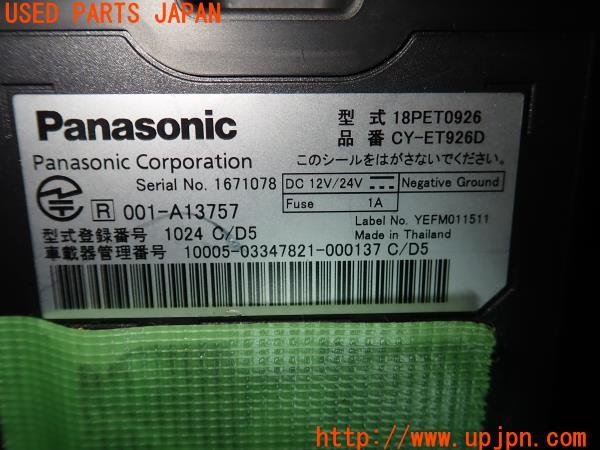 USED PARTS JAPAN
Panasonic
型 式 18PET0926
品 番 CY-ET926D
Panasonic Corporation
このシールをはがさないでください。
Serial No. 1671078
DC 12V/24V
Negative Ground
Fuse 1A
R 001-A13757
Label No. YEFM011511
Made in Thailand
型式登録番号 1024 C/D5
車載器管理番号 10005-03347821-000137 C/D5
http://www.upjpn.com/